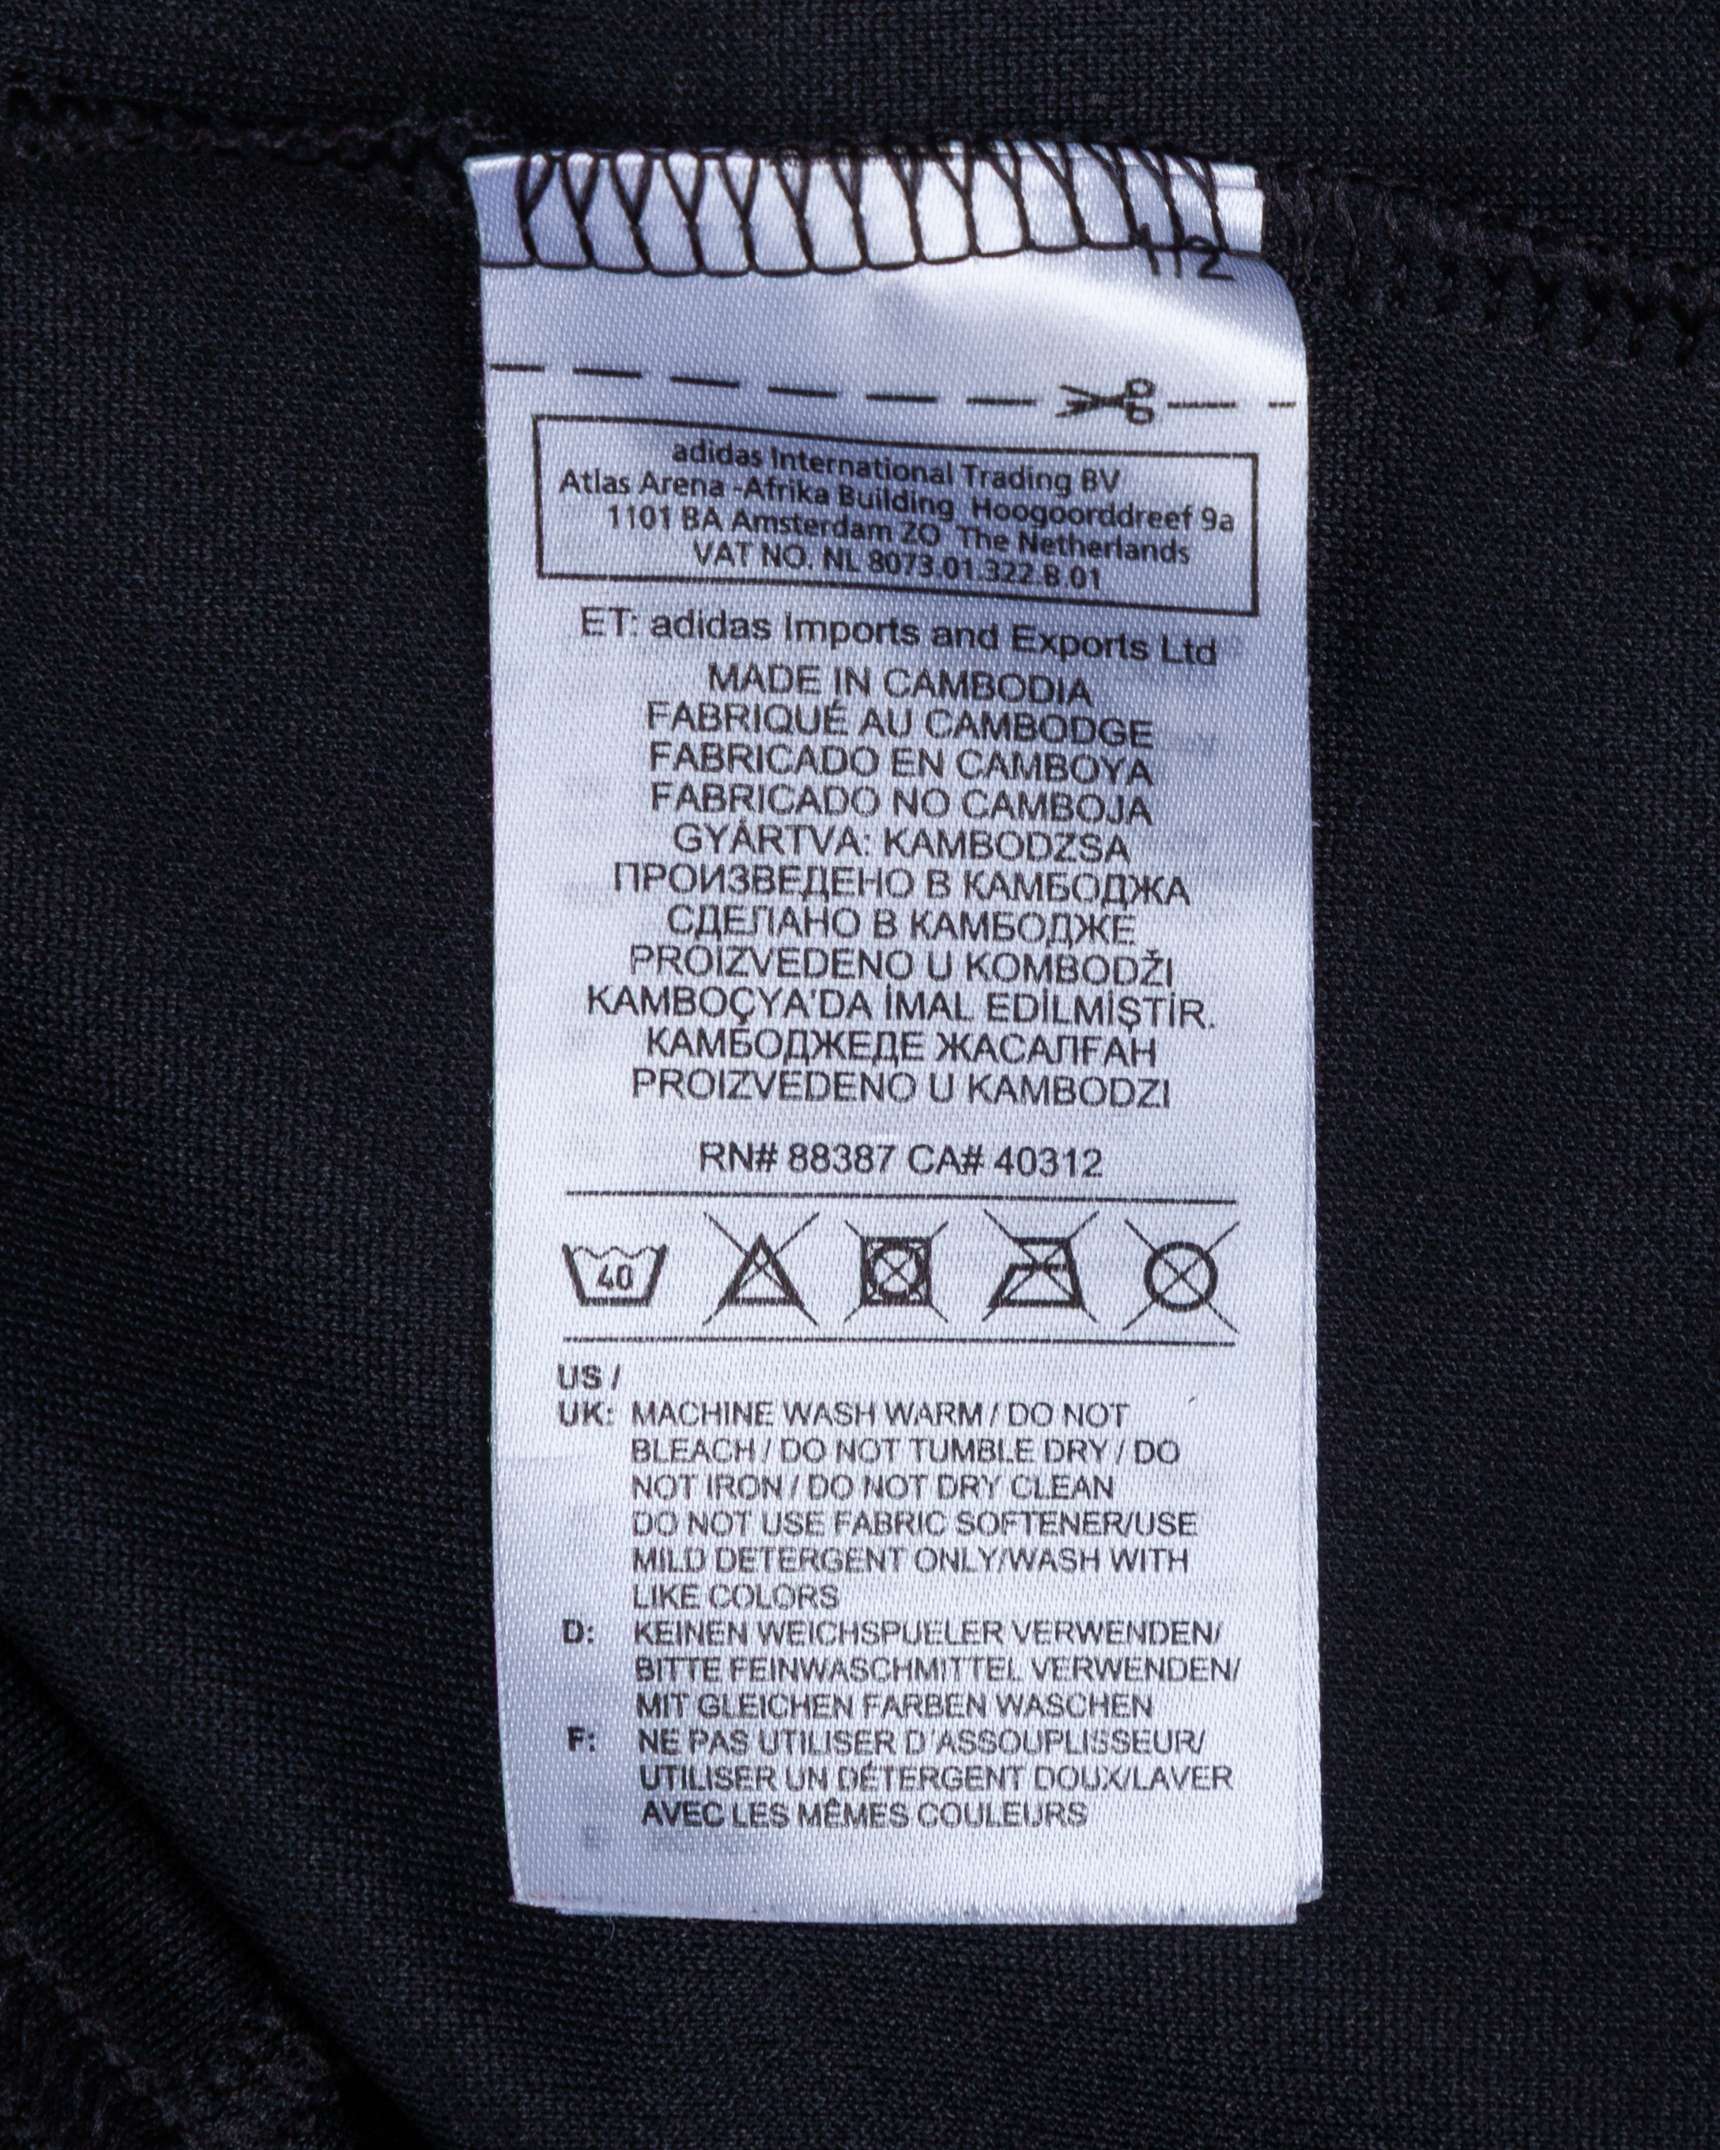 112
adidas International Trading BV
Atlas Arena -Afrika Building Hoogoorddreef 9a
1101 BA Amsterdam ZO The Netherlands
VAT NO. NL 8073.01.322.B.01
ET: adidas Imports and Exports Ltd
MADE IN CAMBODIA
FABRIQUÉ AU CAMBODGE
FABRICADO EN CAMBOYA
FABRICADO NO CAMBOJA
GYÁRTVA: KAMBODZSA
ПРОИЗВЕДЕНО В КАМБОДЖА
СДЕЛАНО В КАМБОДЖЕ
PROIZVEDENO U KOMBODŽI
KAMBOÇYA'DA İMAL EDİLMİŞTİR.
КАМБОДЖЕДЕ ЖАСАЛҒАН
PROIZVEDENO U KAMBODZI
RN# 88387 CA# 40312
40
US /
UK: MACHINE WASH WARM / DO NOT
BLEACH / DO NOT TUMBLE DRY / DO
NOT IRON / DO NOT DRY CLEAN
DO NOT USE FABRIC SOFTENER/USE
MILD DETERGENT ONLY/WASH WITH
LIKE COLORS
D: KEINEN WEICHSPUELER VERWENDEN/
BITTE FEINWASCHMITTEL VERWENDEN/
MIT GLEICHEN FARBEN WASCHEN
F: NE PAS UTILISER D'ASSOUPLISSEUR/
UTILISER UN DÉTERGENT DOUX/LAVER
AVEC LES MÊMES COULEURS